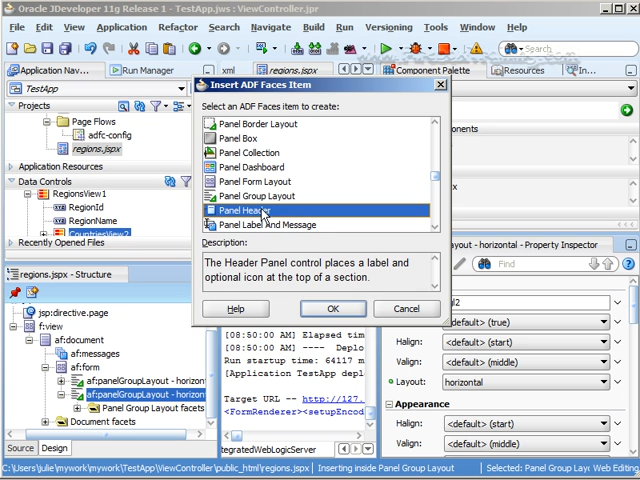 Oracle JDeveloper 11g Release 1 - TestApp.jws : ViewController.jpr
File Edit View Application Refactor Search Navigate Build Run Versioning Tools Window Help
Search
Application Nav...
Run Manager
xml
regions.jspx
Component Palette
Resources
In...
TestApp
Projects
Page Flows
adfc-config
regions.jspx
Application Resources
Data Controls
RegionsView1
RegionId
RegionName
CountriesView2
Recently Opened Files
Insert ADF Faces Item
Select an ADF Faces item to create:
Panel Border Layout
Panel Box
Panel Collection
Panel Dashboard
Panel Form Layout
Panel Group Layout
Panel Header
Panel Label And Message
Description:
The Header Panel control places a label and
optional icon at the top of a section.
Help
OK
Cancel
onents
regions.jspx - Structure
jsp:directive.page
f:view
af:document
af:messages
af:form
af:panelGroupLayout - horizon
af:panelGroupLayout - horizon
Panel Group Layout facets
Document facets
Source
Design
[08:50:00 AM] Elapsed tim
[08:50:00 AM] ---- Deplo
Run startup time: 64117 m
[Application TestApp depl
Target URL -- http://127.
<FormRenderer><setupEncod
tegratedWebLogicServer
ayout - horizontal - Property Inspector
Find
gl2
<default> (true)
Halign:
<default> (start)
Valign:
<default> (middle)
Layout:
horizontal
Appearance
Halign:
<default> (start)
Valign:
<default> (middle)
C:\Users\julie\mywork\mywork\TestApp\ViewController\public_html\regions.jspx
Inserting inside Panel Group Layout
Selected: Panel Group Layo
Web Editing